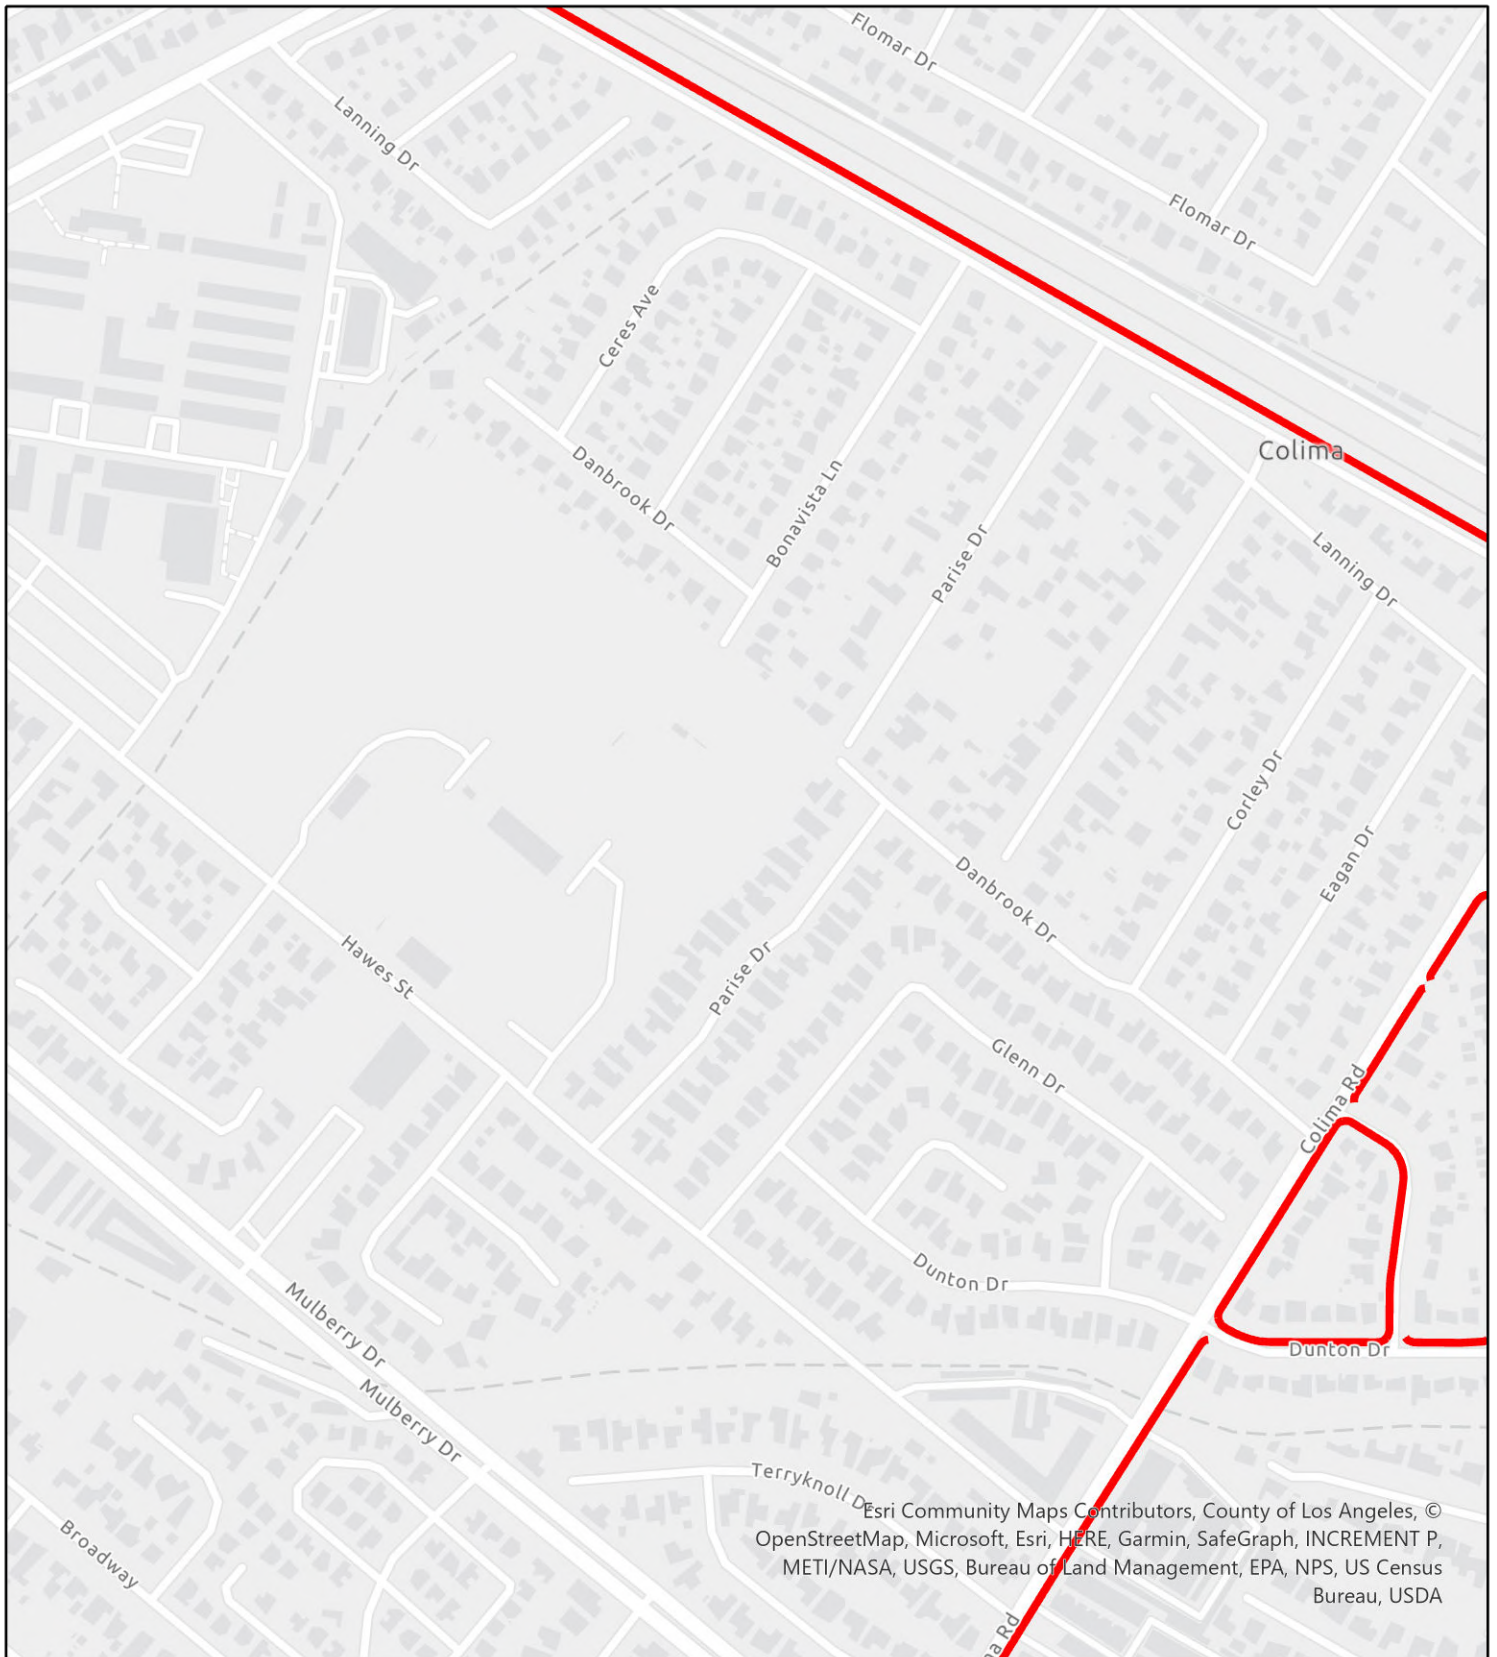 Flomar Dr
Lanning Dr
Flomar Dr
Ceres Ave
Colima
Danbrook Dr
Bonavista Ln
Parise Dr
Lanning Dr
Corley Dr
Eagan Dr
Danbrook Dr
Hawes St
Parise Dr
Glenn Dr
Colima Rd
Dunton Dr
Mulberry Dr
Dunton Dr
Mulberry Dr
Terryknoll Dr
Broadway
Esri Community Maps Contributors, County of Los Angeles, ©
OpenStreetMap, Microsoft, Esri, HERE, Garmin, SafeGraph, INCREMENT P,
METI/NASA, USGS, Bureau of Land Management, EPA, NPS, US Census
Bureau, USDA
na Rd